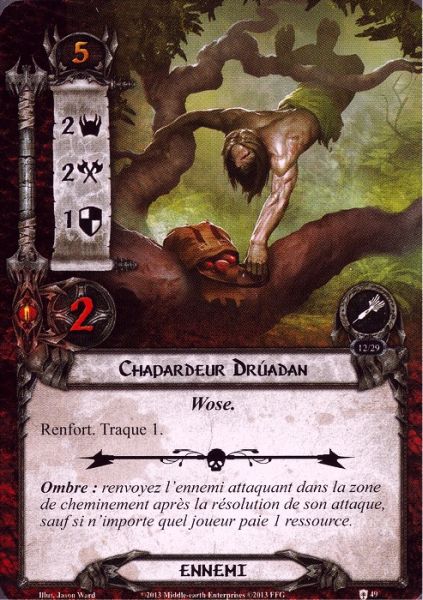 5
2
2
1
2
12/29
Chapardeur Drúadan
Wose.
Renfort. Traque 1.
Ombre : renvoyez l'ennemi attaquant dans la zone
de cheminement après la résolution de son attaque,
sauf si n'importe quel joueur paie 1 ressource.
ENNEMI
Illus. Jason Ward ©2013 Middle-earth Enterprises ©2013 FFG 49